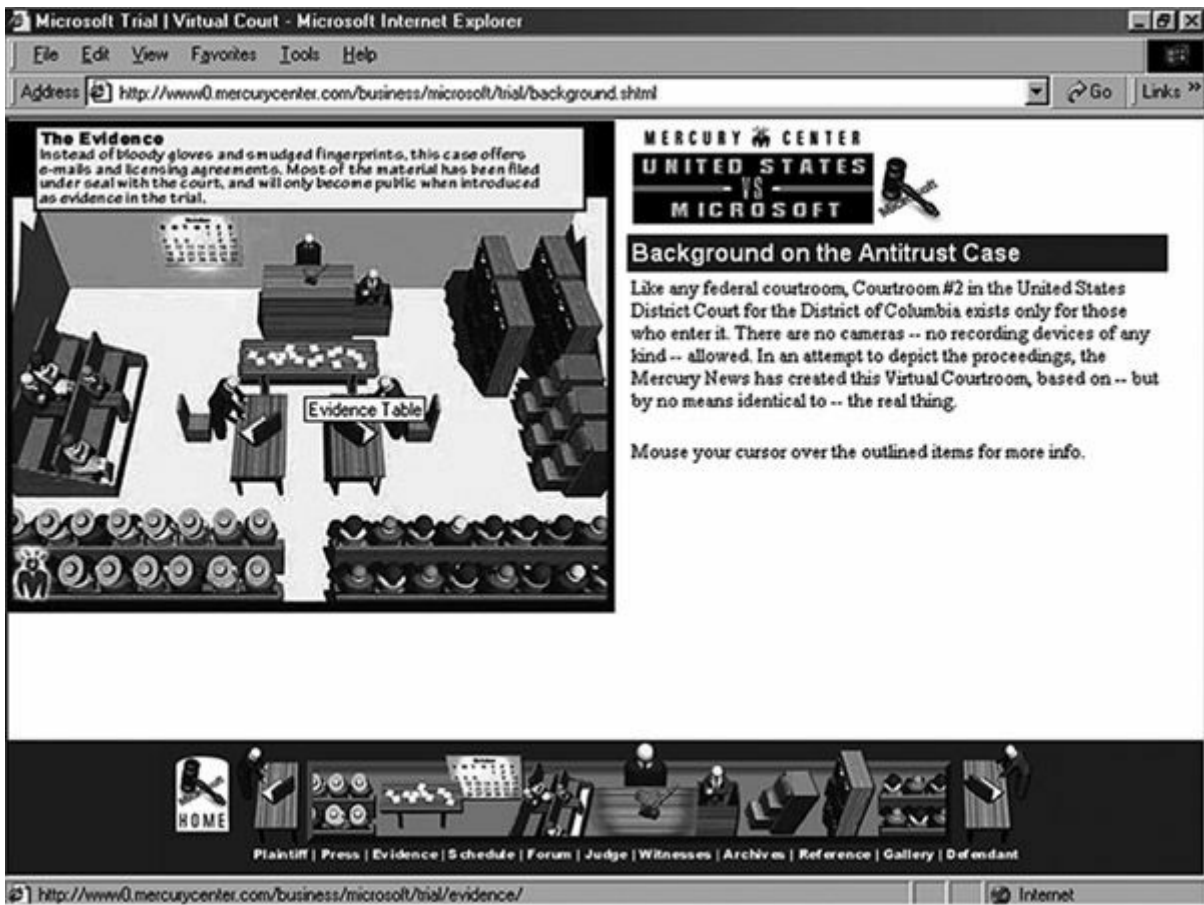 Microsoft Trial | Virtual Court - Microsoft Internet Explorer
File Edit View Favorites Tools Help
Address http://www0.mercurycenter.com/business/microsoft/trial/background.shtml Go Links »
The Evidence
Instead of bloody gloves and smudged fingerprints, this case offers
e-mails and licensing agreements. Most of the material has been filed
under seal with the court, and will only become public when introduced
as evidence in the trial.
Evidence Table
MERCURY CENTER
UNITED STATES
VS
MICROSOFT
Microsoft
Background on the Antitrust Case
Like any federal courtroom, Courtroom #2 in the United States
District Court for the District of Columbia exists only for those
who enter it. There are no cameras -- no recording devices of any
kind -- allowed. In an attempt to depict the proceedings, the
Mercury News has created this Virtual Courtroom, based on -- but
by no means identical to -- the real thing.
Mouse your cursor over the outlined items for more info.
HOME
Plaintiff | Press | Evidence | Schedule | Forum | Judge | Witnesses | Archives | Reference | Gallery | Defendant
http://www0.mercurycenter.com/business/microsoft/trial/evidence/ Internet